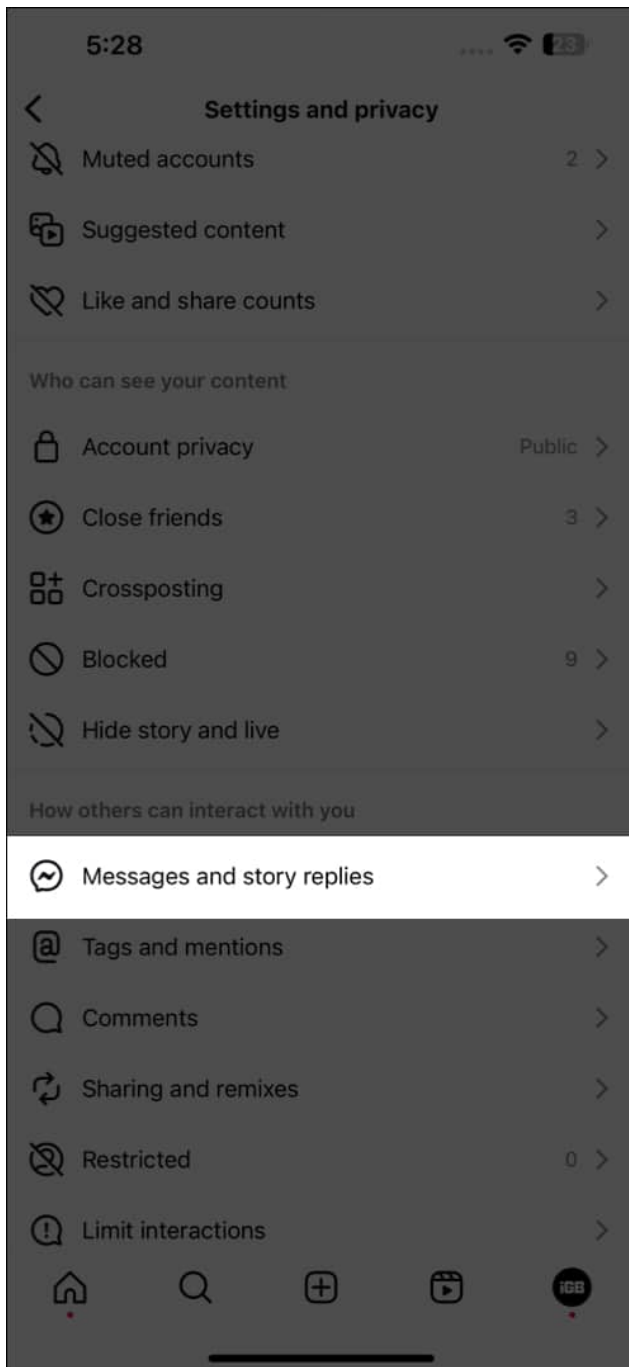 5:28
23
Settings and privacy
Muted accounts 2
Suggested content
Like and share counts
Who can see your content
Account privacy Public
Close friends 3
Crossposting
Blocked 9
Hide story and live
How others can interact with you
Messages and story replies
Tags and mentions
Comments
Sharing and remixes
Restricted 0
Limit interactions
iGB